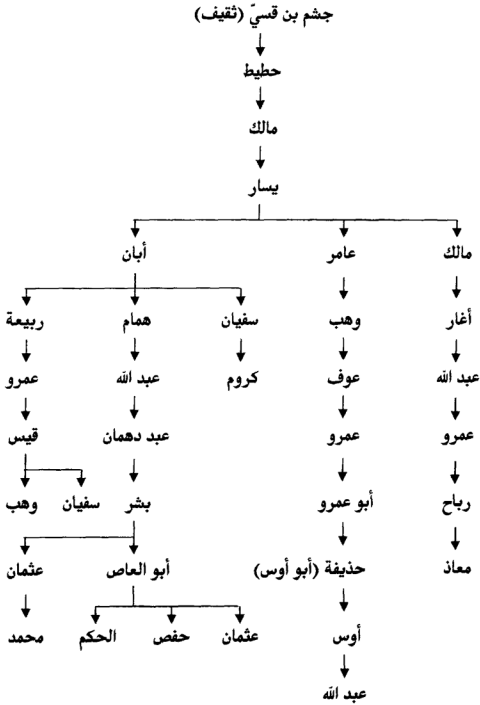 جشم بن قسيّ (ثقيف)
حطيط
مالك
يسار
مالك عامر أبان
أغار وهب سفيان همام ربيعة
عبد الله عوف كروم عبد الله عمرو
عمرو عمرو عبد دهمان قيس
رباح أبو عمرو بشر سفيان وهب
معاذ حذيفة (أبو أوس) أبو العاص عثمان
أوس عثمان حفص الحكم محمد
عبد الله